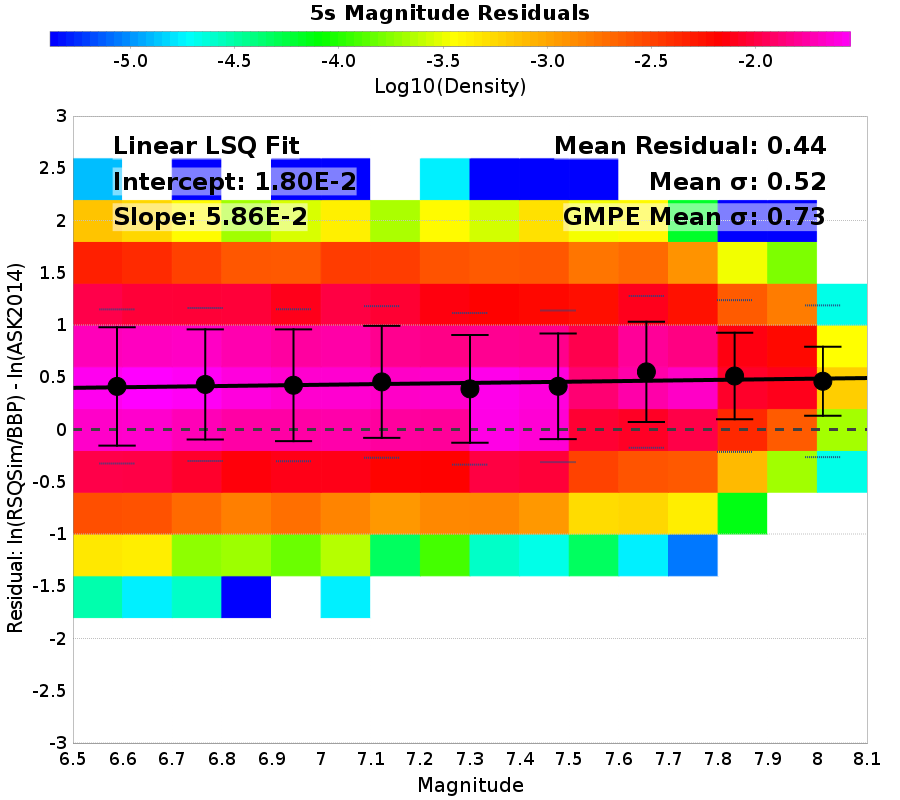 5s Magnitude Residuals
-5.0 -4.5 -4.0 -3.5 -3.0 -2.5 -2.0
Log10(Density)
Linear LSQ Fit
Intercept: 1.80E-2
Slope: 5.86E-2
Mean Residual: 0.44
Mean σ: 0.52
GMPE Mean σ: 0.73
Residual: ln(RSQSim/BBP) - ln(ASK2014)
3
2.5
2
1.5
1
0.5
0
-0.5
-1
-1.5
-2
-2.5
-3
6.5 6.6 6.7 6.8 6.9 7 7.1 7.2 7.3 7.4 7.5 7.6 7.7 7.8 7.9 8 8.1
Magnitude